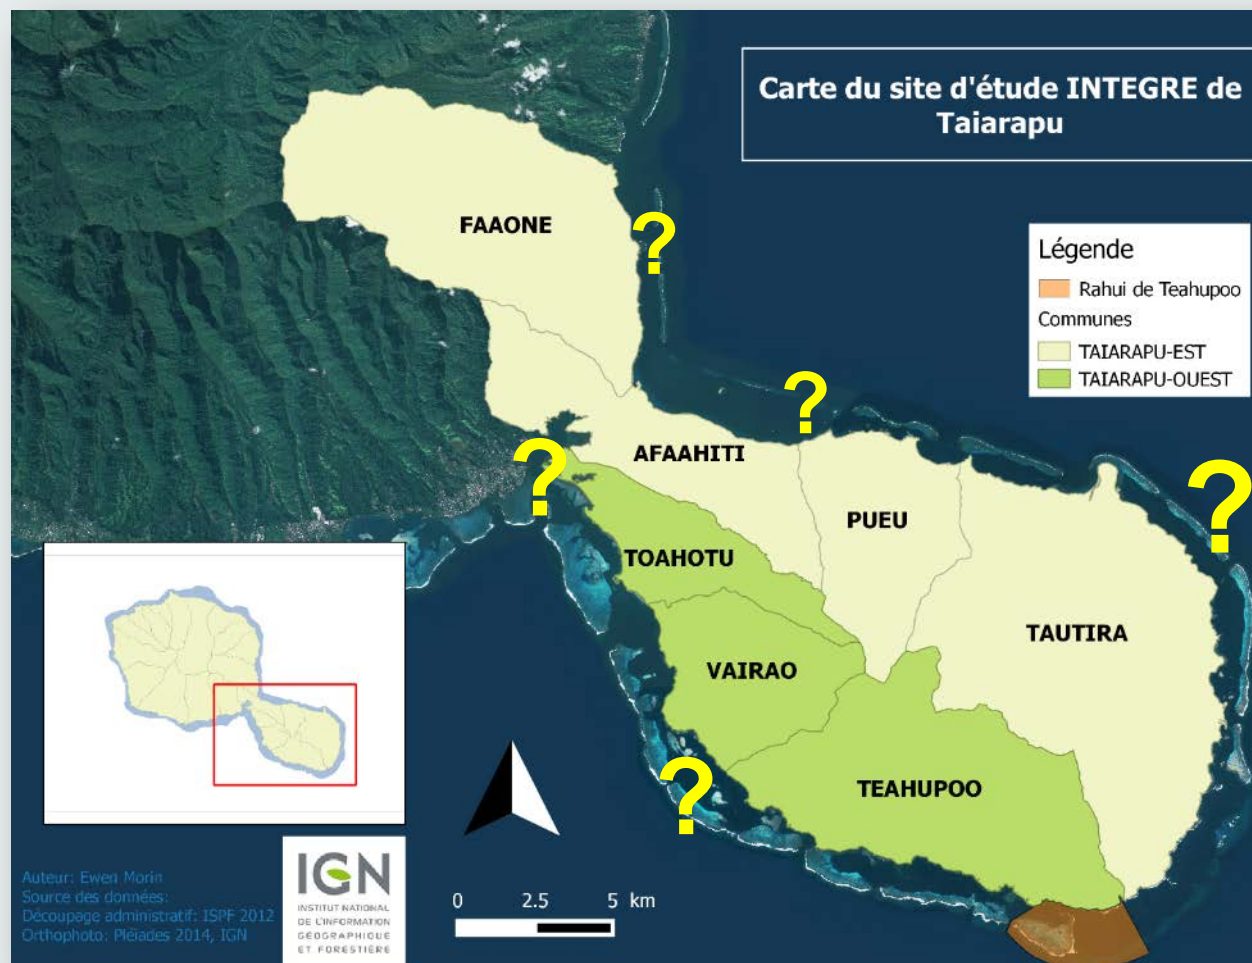 Carte du site d'étude INTEGRE de
Taiarapu
FAAONE
?
Légende
Rahui de Teahupoo
Communes
TAIARAPU-EST
TAIARAPU-OUEST
?
AFAAHITI
?
?
PUEU
TOAHOTU
TAUTIRA
VAIRAO
?
TEAHUPOO
Auteur: Ewen Morin
Source des données:
Découpage administratif: ISPF 2012
Orthophoto: Pléiades 2014, IGN
IGN
INSTITUT NATIONAL
DE L'INFORMATION
GÉOGRAPHIQUE
ET FORESTIÈRE
0 2.5 5 km